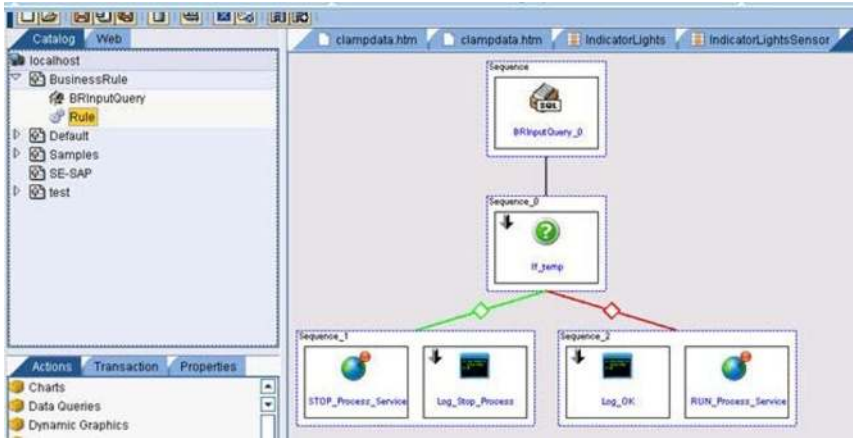 Catalog Web
clampdata.htm clampdata.htm IndicatorLights IndicatorLightsSensor
localhost
BusinessRule
BRInputQuery
Rule
Default
Samples
SE-SAP
test
Sequence
SQL
BRInputQuery_0
Sequence_0
If_temp
Sequence_1
STOP_Process_Service Log_Stop_Process
Sequence_2
Log_OK RUN_Process_Service
Actions Transaction Properties
Charts
Data Queries
Dynamic Graphics